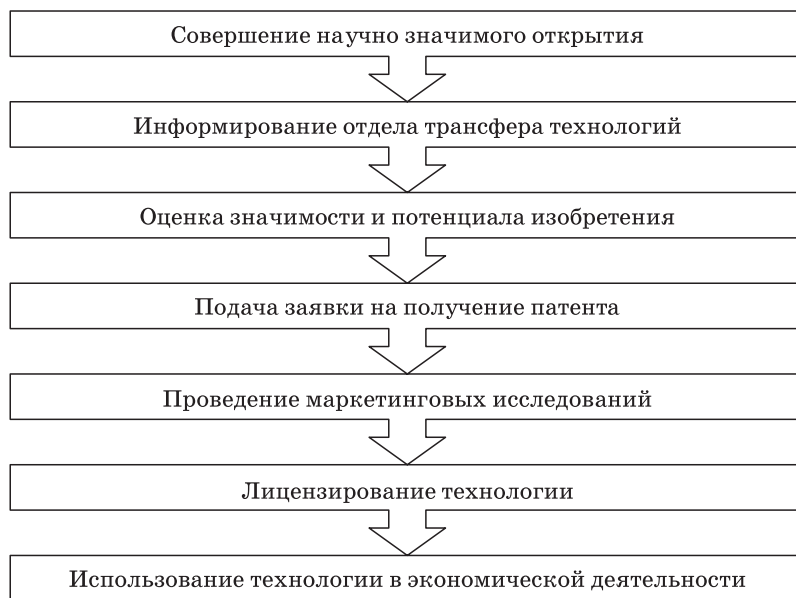 Совершение научно значимого открытия
Информирование отдела трансфера технологий
Оценка значимости и потенциала изобретения
Подача заявки на получение патента
Проведение маркетинговых исследований
Лицензирование технологии
Использование технологии в экономической деятельности